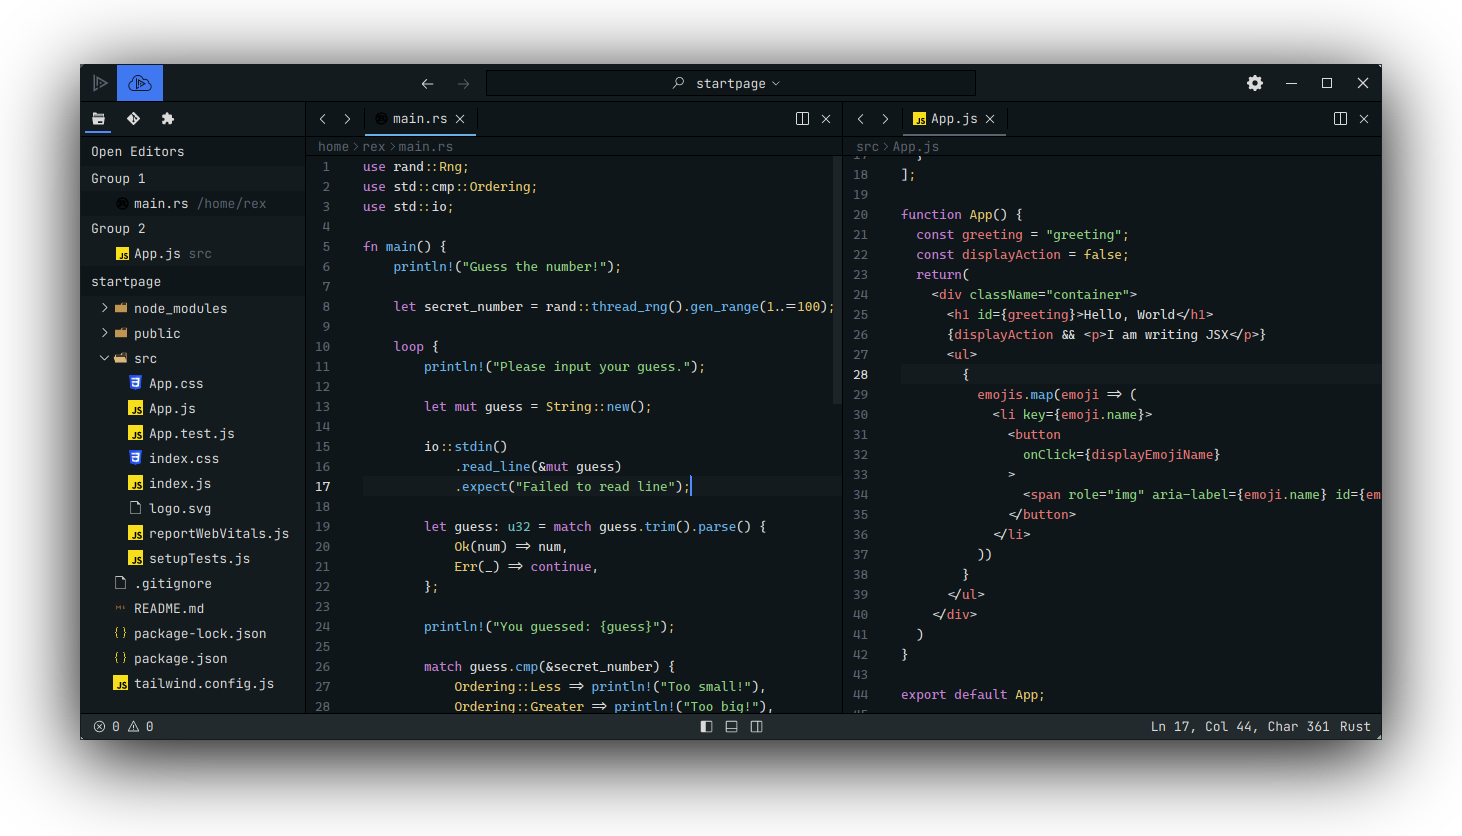 startpage
main.rs
App.js
Open Editors
Group 1
main.rs /home/rex
Group 2
App.js src
startpage
node_modules
public
src
App.css
App.js
App.test.js
index.css
index.js
logo.svg
reportWebVitals.js
setupTests.js
.gitignore
README.md
package-lock.json
package.json
tailwind.config.js
home > rex > main.rs
1 use rand::Rng;
2 use std::cmp::Ordering;
3 use std::io;
4
5 fn main() {
6 println!("Guess the number!");
7
8 let secret_number = rand::thread_rng().gen_range(1..=100);
9
10 loop {
11 println!("Please input your guess.");
12
13 let mut guess = String::new();
14
15 io::stdin()
16 .read_line(&mut guess)
17 .expect("Failed to read line");
18
19 let guess: u32 = match guess.trim().parse() {
20 Ok(num) => num,
21 Err(_) => continue,
22 };
23
24 println!("You guessed: {guess}");
25
26 match guess.cmp(&secret_number) {
27 Ordering::Less => println!("Too small!"),
28 Ordering::Greater => println!("Too big!"),
src > App.js
17 }
18 ];
19
20 function App() {
21 const greeting = "greeting";
22 const displayAction = false;
23 return(
24 <div className="container">
25 <h1 id={greeting}>Hello, World</h1>
26 {displayAction && <p>I am writing JSX</p>}
27 <ul>
28 {
29 emojis.map(emoji => (
30 <li key={emoji.name}>
31 <button
32 onClick={displayEmojiName}
33 >
34 <span role="img" aria-label={emoji.name} id={em
35 </button>
36 </li>
37 ))
38 }
39 </ul>
40 </div>
41 )
42 }
43
44 export default App;
45
0 0
Ln 17, Col 44, Char 361 Rust